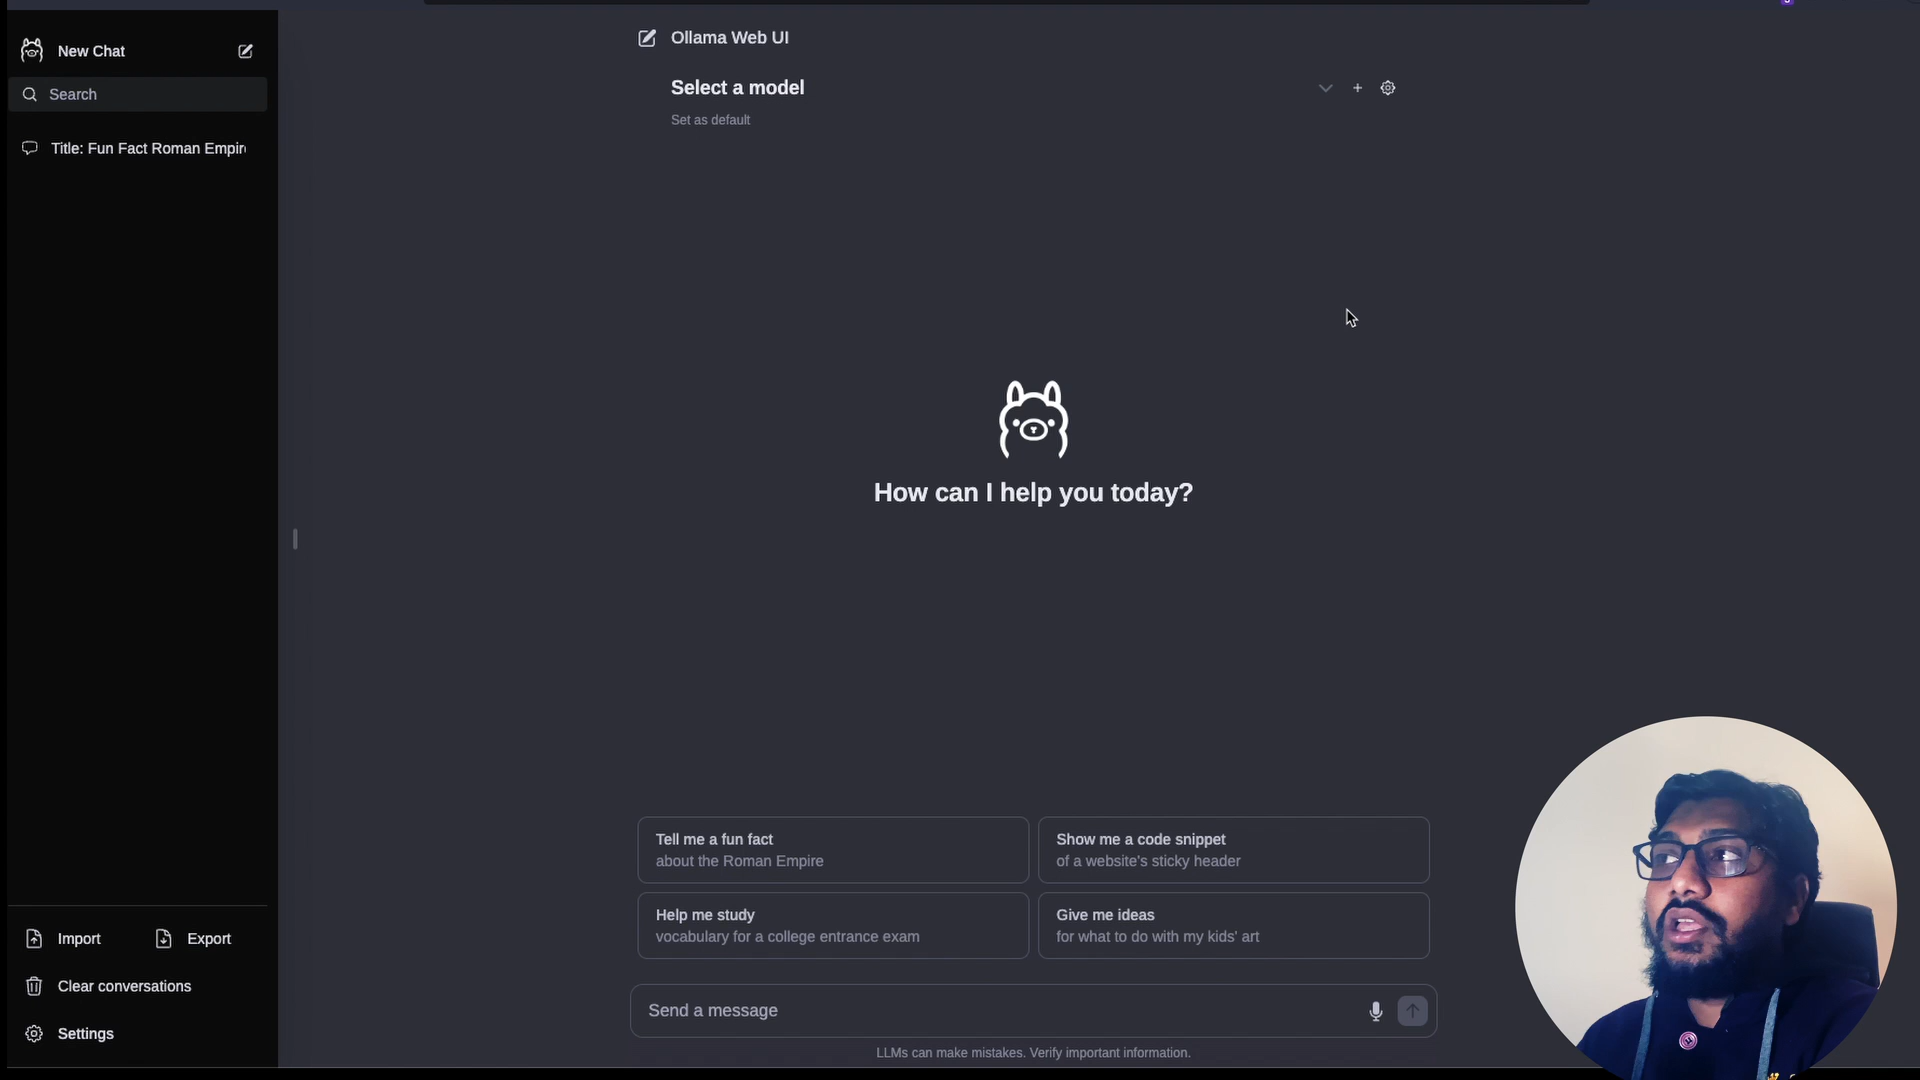 New Chat
Search
Title: Fun Fact Roman Empir
Import
Export
Clear conversations
Settings
Ollama Web UI
Select a model
Set as default
How can I help you today?
Tell me a fun fact
about the Roman Empire
Show me a code snippet
of a website's sticky header
Help me study
vocabulary for a college entrance exam
Give me ideas
for what to do with my kids' art
Send a message
LLMs can make mistakes. Verify important information.